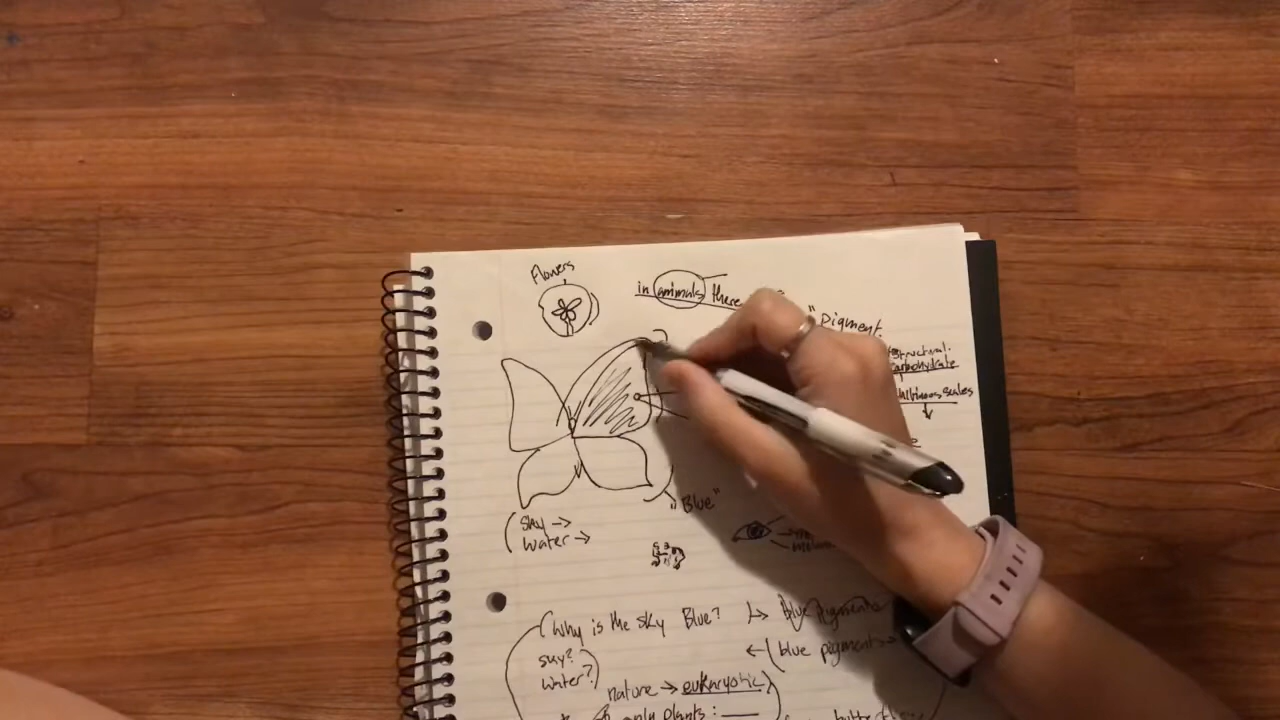 Flowers
in animals there
" Pigment.
structural
carbohydrate
scales
"Blue"
sky →
water →
Why is the sky Blue?
Blue pigments
sky?
water?
← blue pigments →
nature → eukaryotic
only plants: